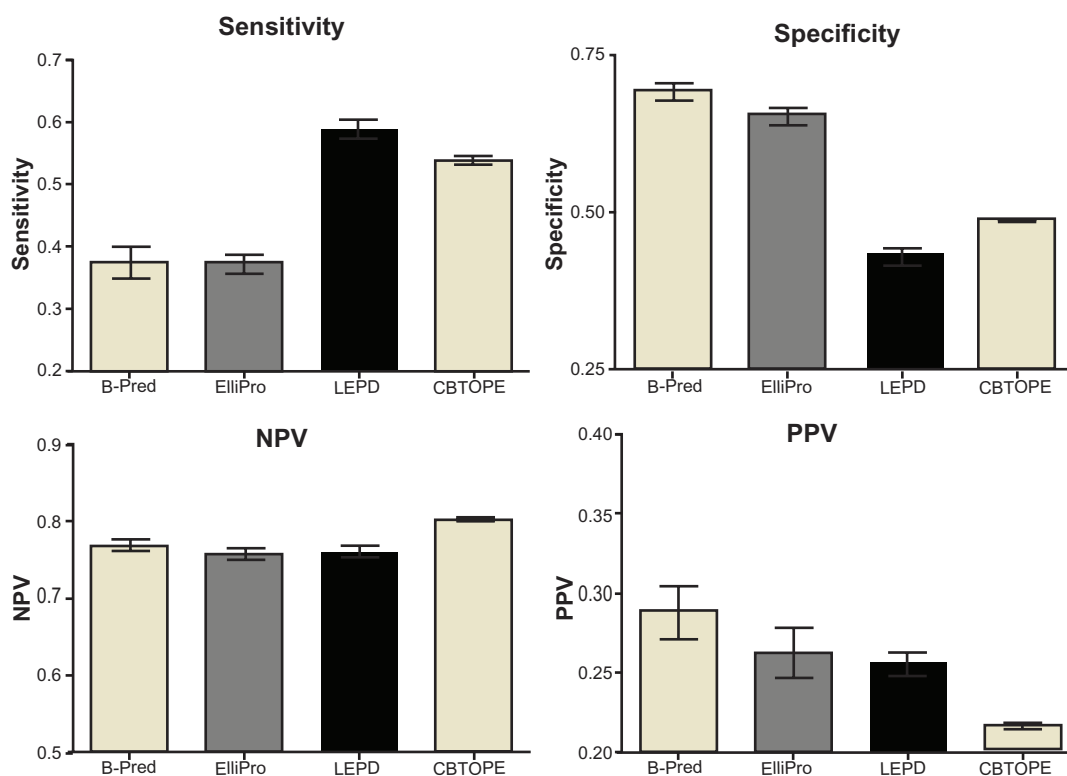 Sensitivity
Sensitivity
0.7
0.6
0.5
0.4
0.3
0.2
B-Pred
ElliPro
LEPD
CBTOPE
Specificity
Specificity
0.75
0.50
0.25
B-Pred
ElliPro
LEPD
CBTOPE
NPV
NPV
0.9
0.8
0.7
0.6
0.5
B-Pred
ElliPro
LEPD
CBTOPE
PPV
PPV
0.40
0.35
0.30
0.25
0.20
B-Pred
ElliPro
LEPD
CBTOPE